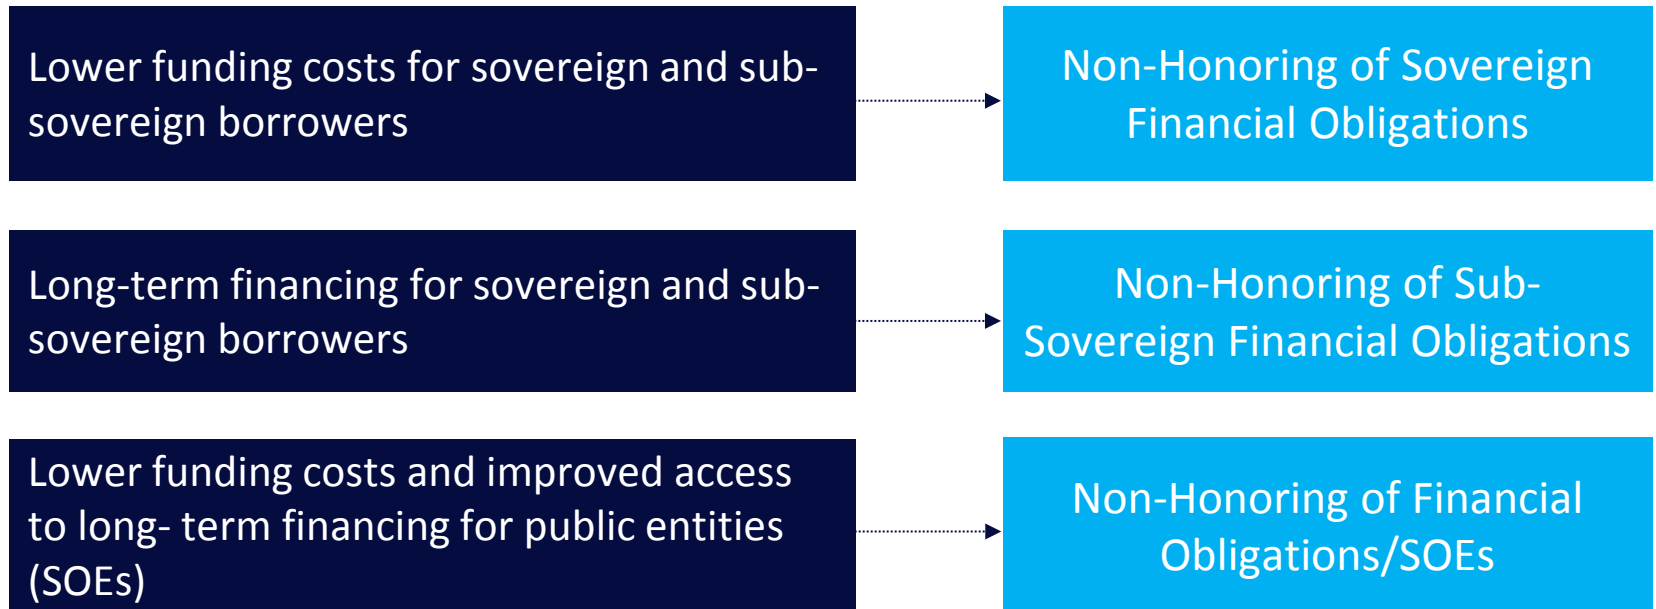 Lower funding costs for sovereign and sub-
sovereign borrowers
Non-Honoring of Sovereign
Financial Obligations
Long-term financing for sovereign and sub-
sovereign borrowers
Non-Honoring of Sub-
Sovereign Financial Obligations
Lower funding costs and improved access
to long- term financing for public entities
(SOEs)
Non-Honoring of Financial
Obligations/SOEs